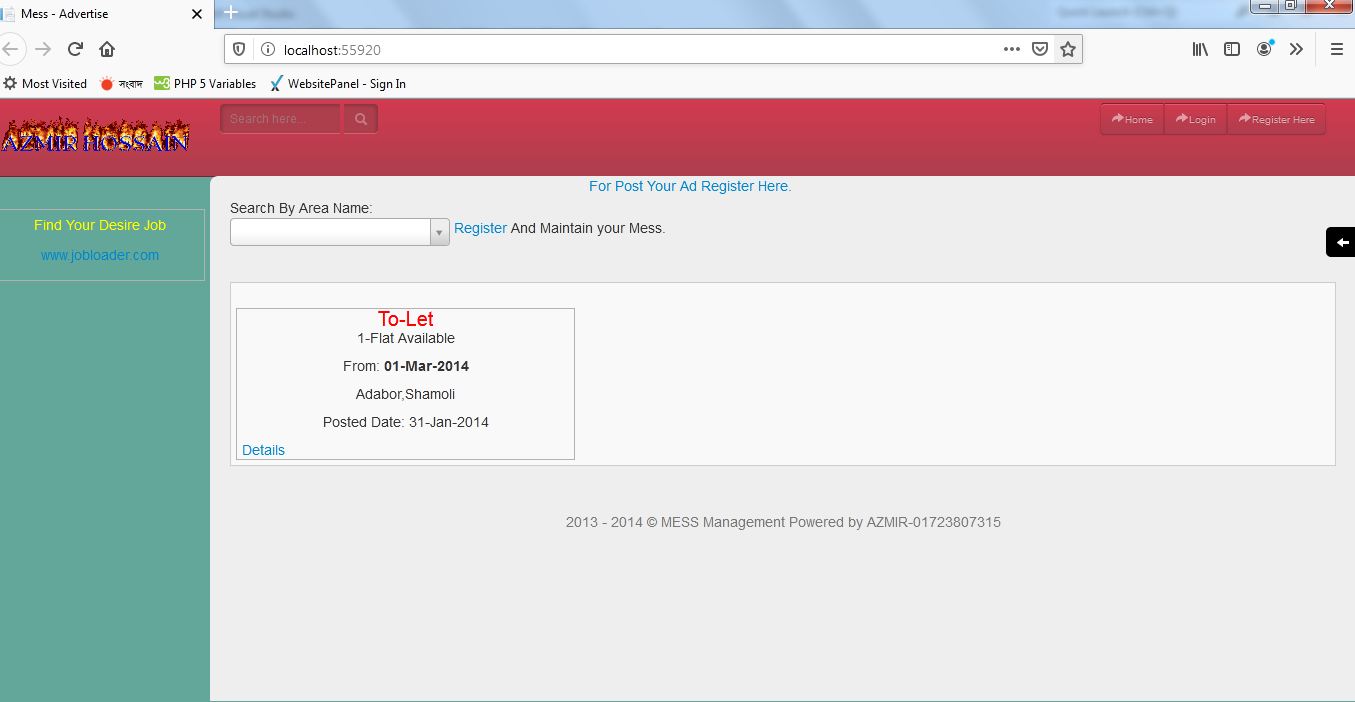 Mess - Advertise
localhost:55920
Most Visited
সংবাদ
PHP 5 Variables
WebsitePanel - Sign In
AZMIR HOSSAIN
Search here...
Home
Login
Register Here
For Post Your Ad Register Here.
Find Your Desire Job
www.jobloader.com
Search By Area Name:
Register And Maintain your Mess.
To-Let
1-Flat Available
From: 01-Mar-2014
Adabor,Shamoli
Posted Date: 31-Jan-2014
Details
2013 - 2014 © MESS Management Powered by AZMIR-01723807315